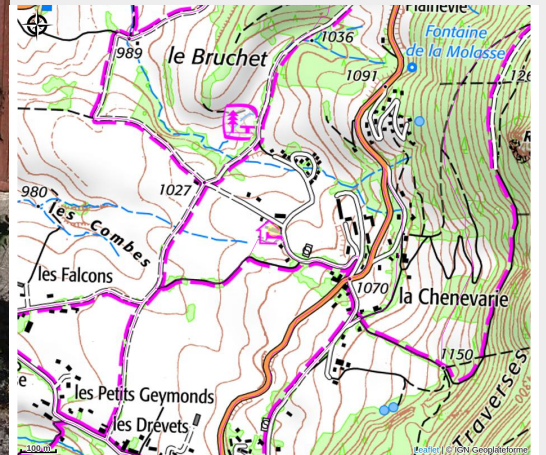 Plainevie
989
1036
le Bruchet
Fontaine
de la Molasse
1091
126
1027
980
les Combes
les Falcons
1070
la Chenevarie
1150
les Petits Geymonds
les Drevets
Traverses
100 m
Leaflet | © IGN Geoplateforme